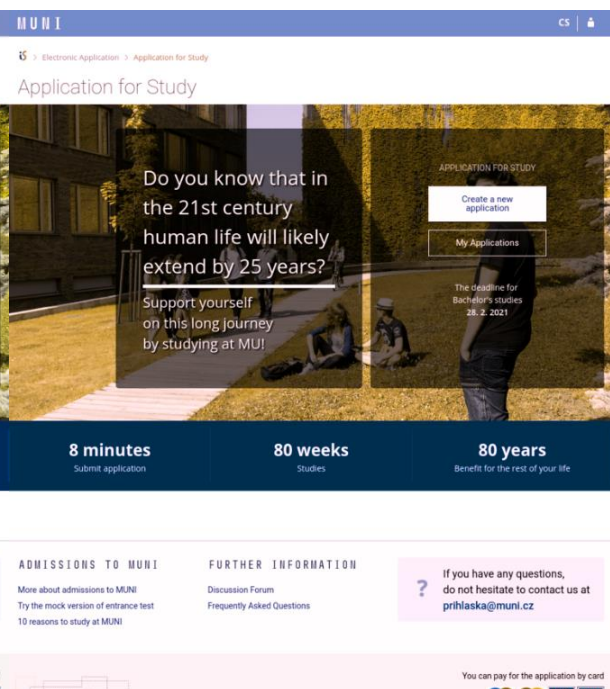 MUNI
CS
Electronic Application > Application for Study
Application for Study
Do you know that in
the 21st century
human life will likely
extend by 25 years?
Support yourself
on this long journey
by studying at MU!
APPLICATION FOR STUDY
Create a new
application
My Applications
The deadline for
Bachelor's studies
28. 2. 2021
8 minutes
Submit application
80 weeks
Studies
80 years
Benefit for the rest of your life
ADMISSIONS TO MUNI
More about admissions to MUNI
Try the mock version of entrance test
10 reasons to study at MUNI
FURTHER INFORMATION
Discussion Forum
Frequently Asked Questions
?
If you have any questions,
do not hesitate to contact us at
prihlaska@muni.cz
You can pay for the application by card